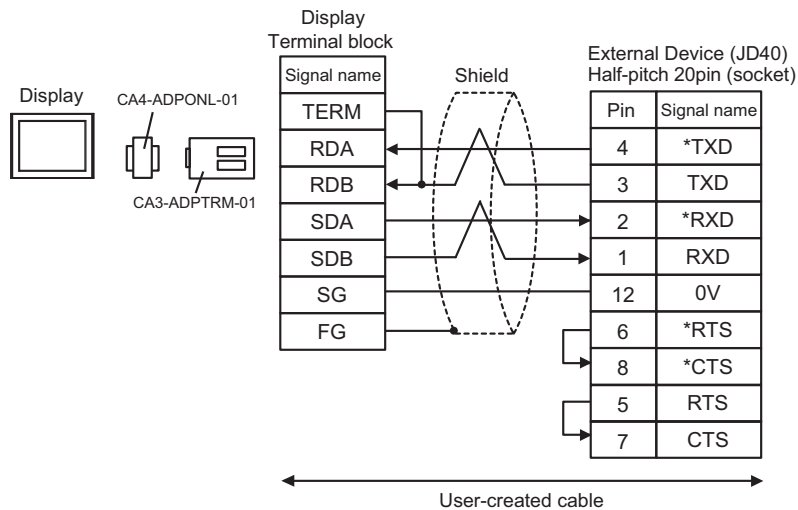 Display
Terminal block
External Device (JD40)
Half-pitch 20pin (socket)
Display
CA4-ADPONL-01
CA3-ADPTRM-01
Shield
Signal name
TERM
RDA
RDB
SDA
SDB
SG
FG
Pin Signal name
4 *TXD
3 TXD
2 *RXD
1 RXD
12 0V
6 *RTS
8 *CTS
5 RTS
7 CTS
User-created cable